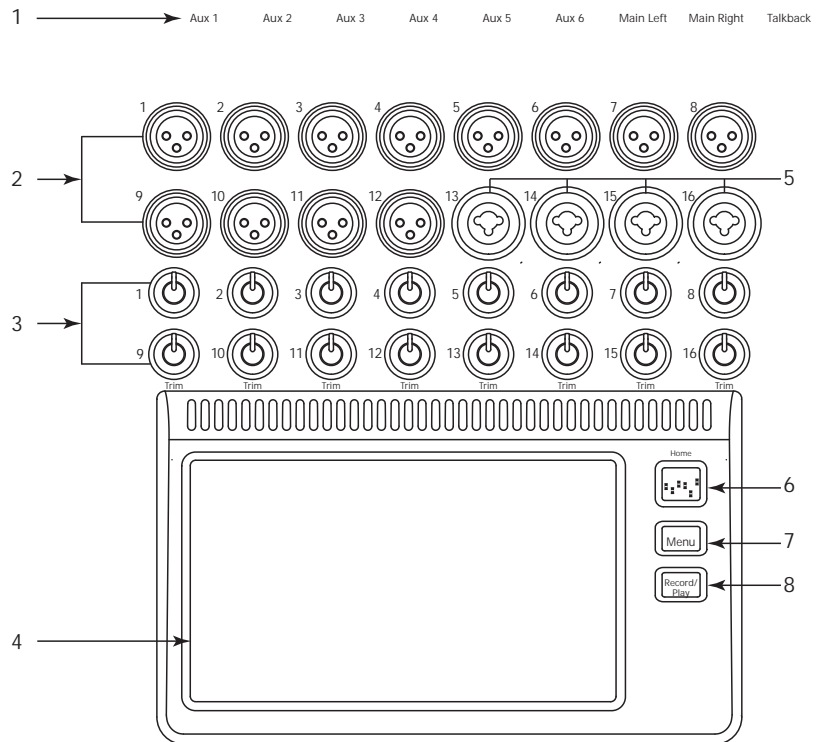 1 Aux 1 Aux 2 Aux 3 Aux 4 Aux 5 Aux 6 Main Left Main Right Talkback
1 2 3 4 5 6 7 8
2 5
9 10 11 12 13 14 15 16
1 2 3 4 5 6 7 8
3
9 10 11 12 13 14 15 16
Trim Trim Trim Trim Trim Trim Trim Trim
Home
6
Menu 7
Record/
Play
8
4